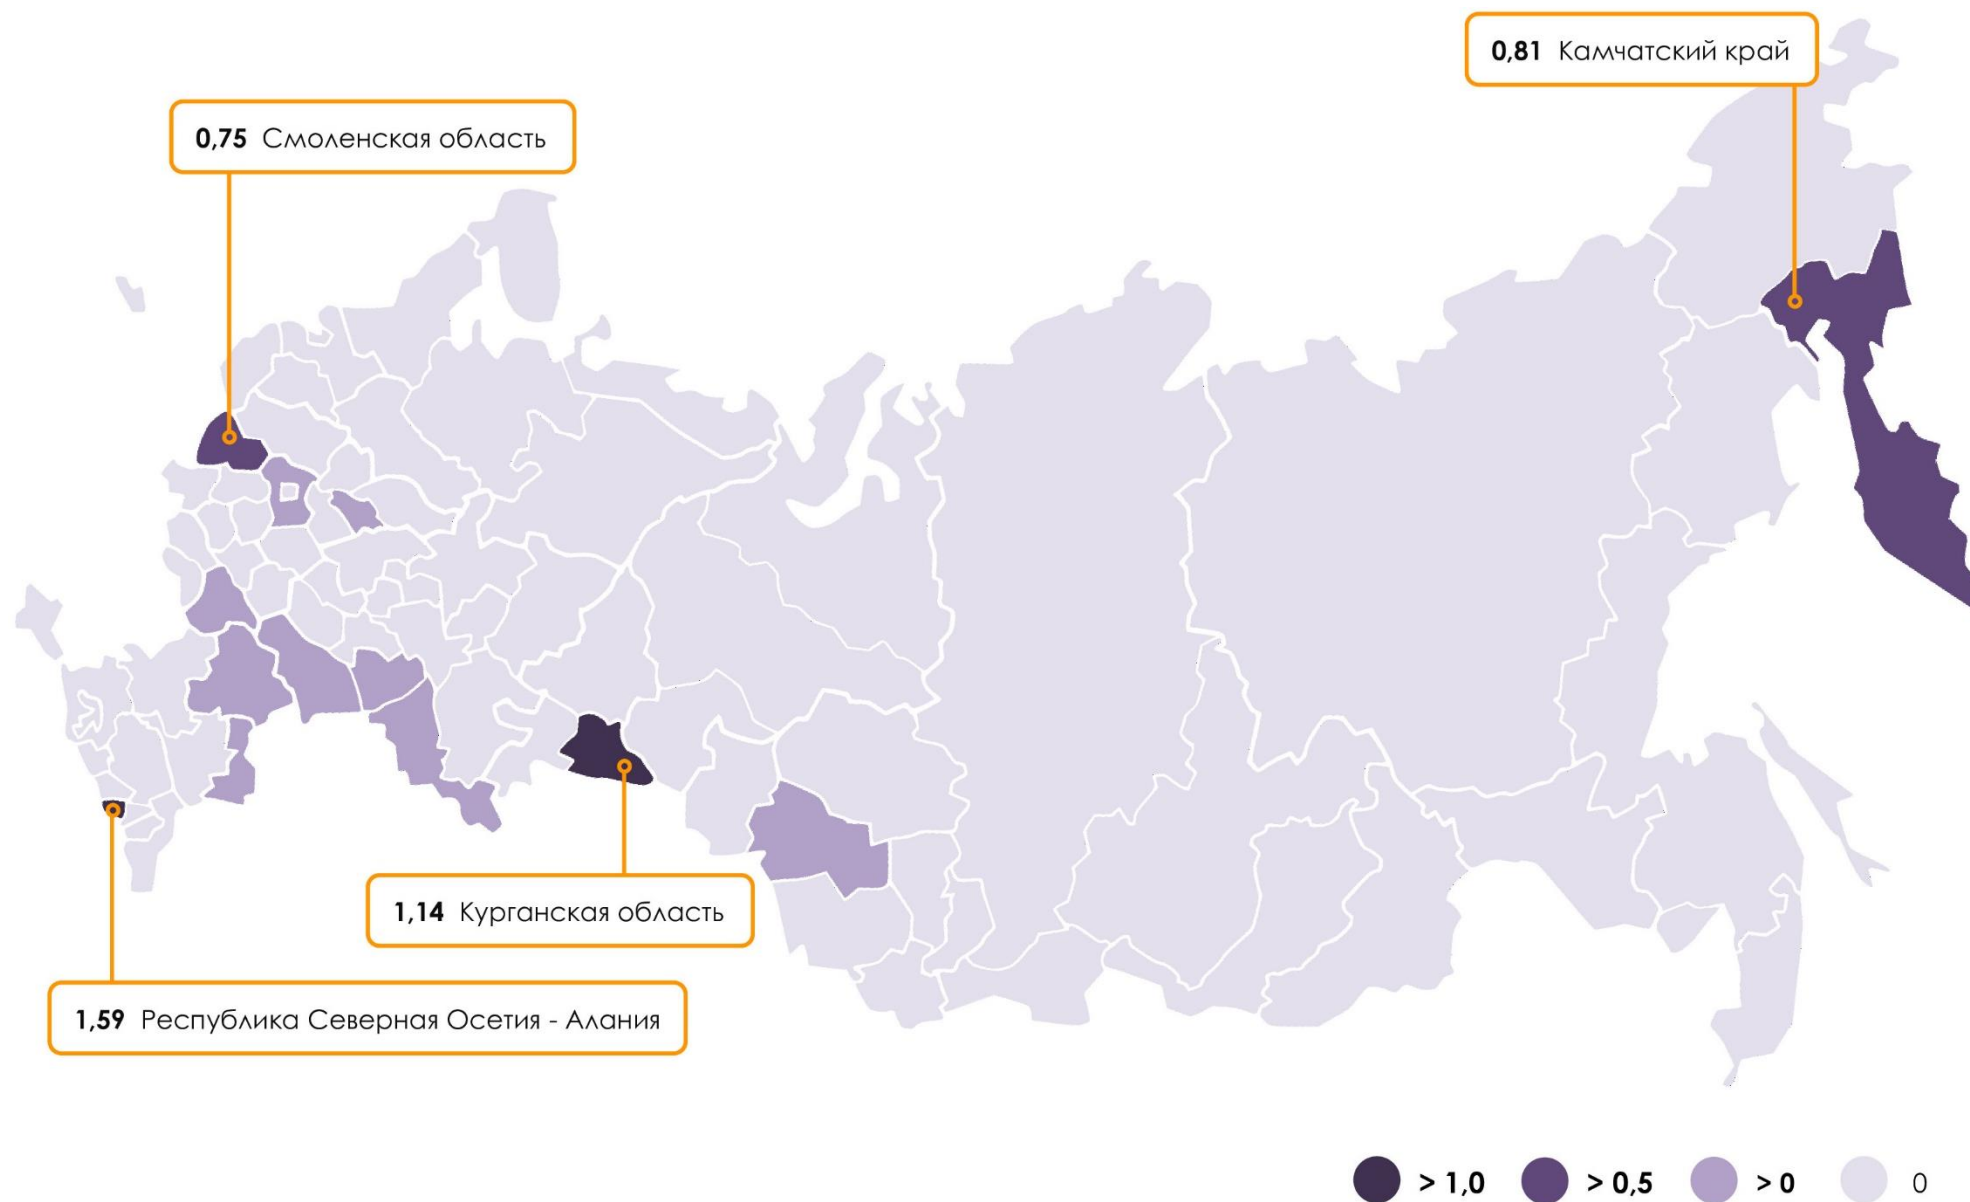 0,81 Камчатский край
0,75 Смоленская область
1,14 Курганская область
1,59 Республика Северная Осетия - Алания
> 1,0 > 0,5 > 0 0